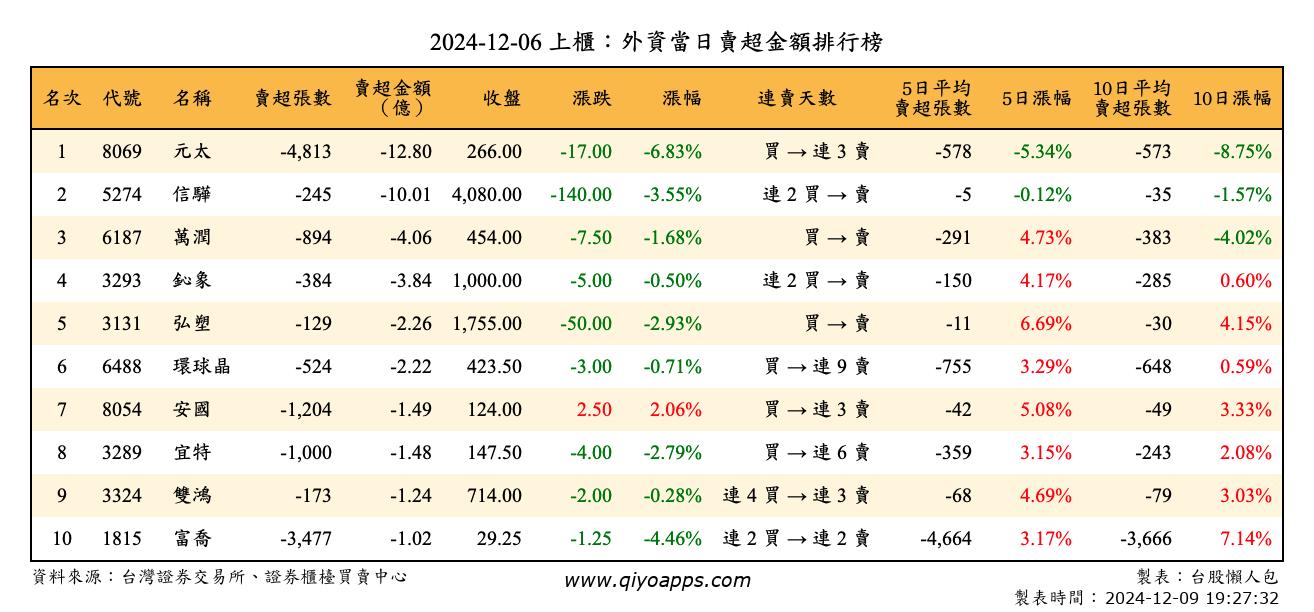 2024-12-06 上櫃：外資當日賣超金額排行榜
名次 代號 名稱 賣超張數 賣超金額（億） 收盤 漲跌 漲幅 連賣天數 5日平均賣超張數 5日漲幅 10日平均賣超張數 10日漲幅
1 8069 元太 -4,813 -12.80 266.00 -17.00 -6.83% 買 → 連 3 賣 -578 -5.34% -573 -8.75%
2 5274 信驊 -245 -10.01 4,080.00 -140.00 -3.55% 連 2 買 → 賣 -5 -0.12% -35 -1.57%
3 6187 萬潤 -894 -4.06 454.00 -7.50 -1.68% 買 → 賣 -291 4.73% -383 -4.02%
4 3293 鈊象 -384 -3.84 1,000.00 -5.00 -0.50% 連 2 買 → 賣 -150 4.17% -285 0.60%
5 3131 弘塑 -129 -2.26 1,755.00 -50.00 -2.93% 買 → 賣 -11 6.69% -30 4.15%
6 6488 環球晶 -524 -2.22 423.50 -3.00 -0.71% 買 → 連 9 賣 -755 3.29% -648 0.59%
7 8054 安國 -1,204 -1.49 124.00 2.50 2.06% 買 → 連 3 賣 -42 5.08% -49 3.33%
8 3289 宜特 -1,000 -1.48 147.50 -4.00 -2.79% 買 → 連 6 賣 -359 3.15% -243 2.08%
9 3324 雙鴻 -173 -1.24 714.00 -2.00 -0.28% 連 4 買 → 連 3 賣 -68 4.69% -79 3.03%
10 1815 富喬 -3,477 -1.02 29.25 -1.25 -4.46% 連 2 買 → 連 2 賣 -4,664 3.17% -3,666 7.14%
資料來源：台灣證券交易所、證券櫃檯買賣中心 www.qiyoapps.com 製表：台股懶人包
製表時間：2024-12-09 19:27:32